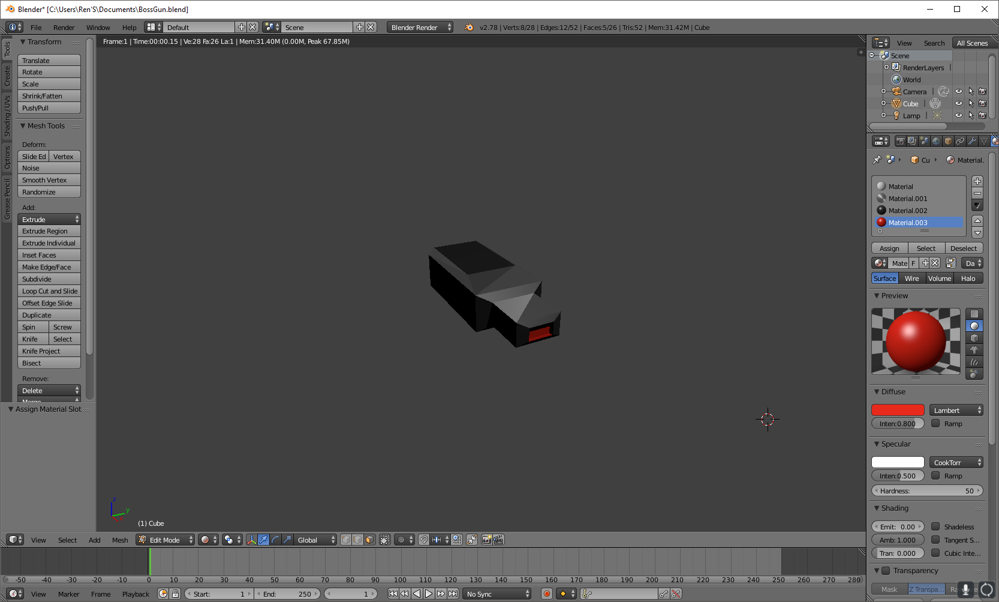 Blender* [C:\Users\Ren'S\Documents\BossGun.blend]
File Render Window Help Default Scene Blender Render v2.78 | Verts:8/28 | Edges:12/52 | Faces:5/26 | Tris:52 | Mem:31.42M | Cube
Frame:1 | Time:00:00.15 | Ve:28 Fa:26 La:1 | Mem:31.40M (0.00M, Peak 67.85M)
Tools
Create
Shading / UVs
Options
Grease Pencil
Transform
Translate
Rotate
Scale
Shrink/Fatten
Push/Pull
Mesh Tools
Deform:
Slide Ed Vertex
Noise
Smooth Vertex
Randomize
Add:
Extrude
Extrude Region
Extrude Individual
Inset Faces
Make Edge/Face
Subdivide
Loop Cut and Slide
Offset Edge Slide
Duplicate
Spin Screw
Knife Select
Knife Project
Bisect
Remove:
Delete
Merge
Assign Material Slot
z
y
(1) Cube
View Select Add Mesh Edit Mode Global
-50 -40 -30 -20 -10 0 10 20 30 40 50 60 70 80 90 100 110 120 130 140 150 160 170 180 190 200 210 220 230 240 250 260 270 280
View Marker Frame Playback Start: 1 End: 250 1 No Sync
View Search All Scenes
Scene
RenderLayers
World
Camera
Cube
Lamp
Cu Material.
Material
Material.001
Material.002
Material.003
Assign Select Deselect
Mate F Da
Surface Wire Volume Halo
Preview
Diffuse
Lambert
Inten:0.800 Ramp
Specular
CookTorr
Inten:0.500 Ramp
Hardness: 50
Shading
Emit: 0.00 Shadeless
Amb: 1.000 Tangent S...
Tran: 0.000 Cubic Inte...
Transparency
Mask Z Transpa...